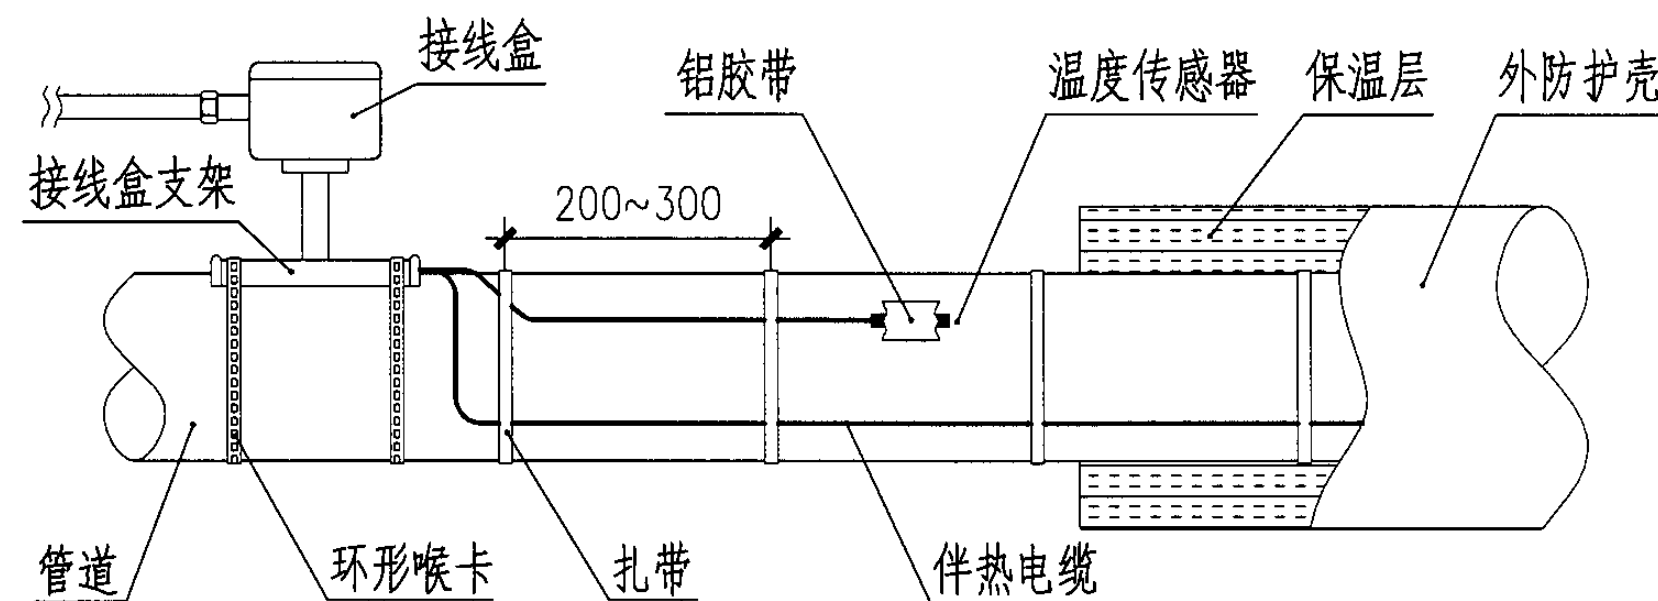 接线盒
铝胶带
温度传感器
保温层
外防护壳
接线盒支架
200~300
管道
环形喉卡
扎带
伴热电缆